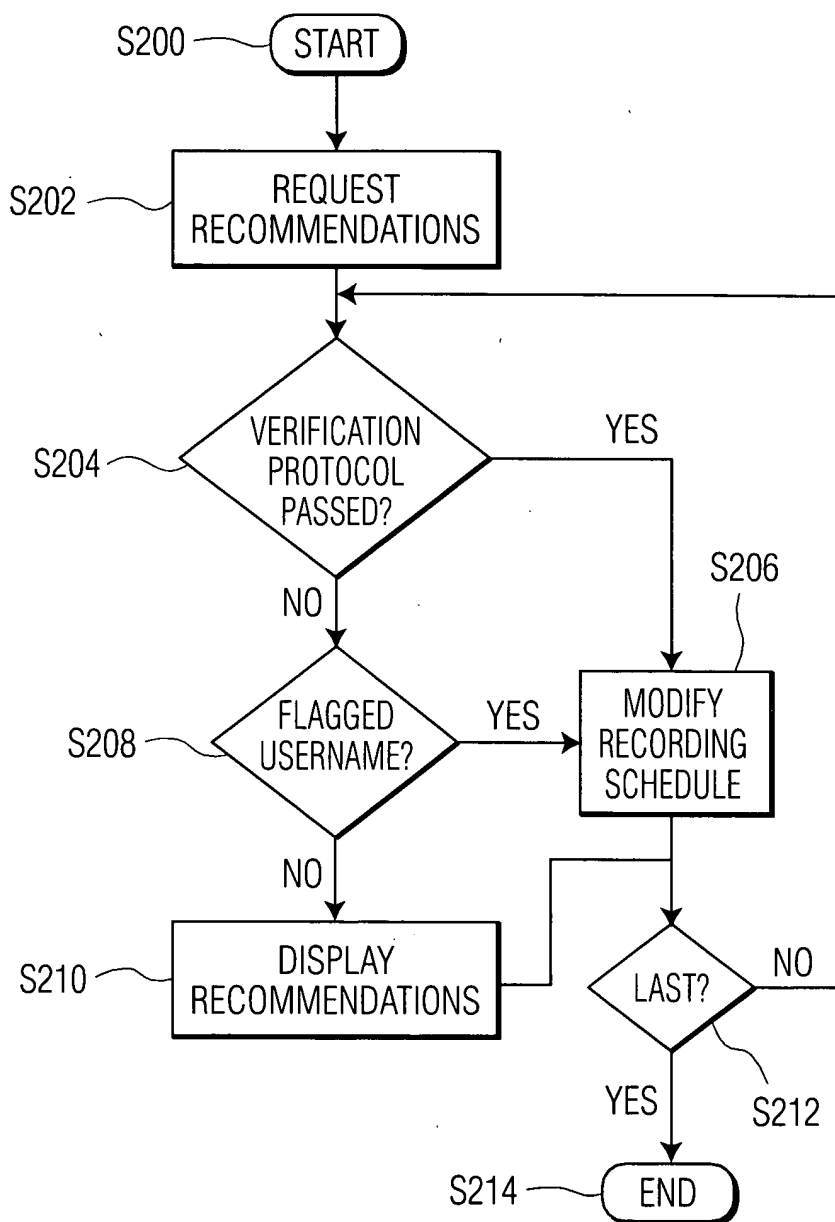 S200
START
S202
REQUEST
RECOMMENDATIONS
S204
VERIFICATION
PROTOCOL
PASSED?
YES
NO
S206
MODIFY
RECORDING
SCHEDULE
S208
FLAGGED
USERNAME?
YES
NO
S210
DISPLAY
RECOMMENDATIONS
LAST?
NO
S212
YES
S214
END